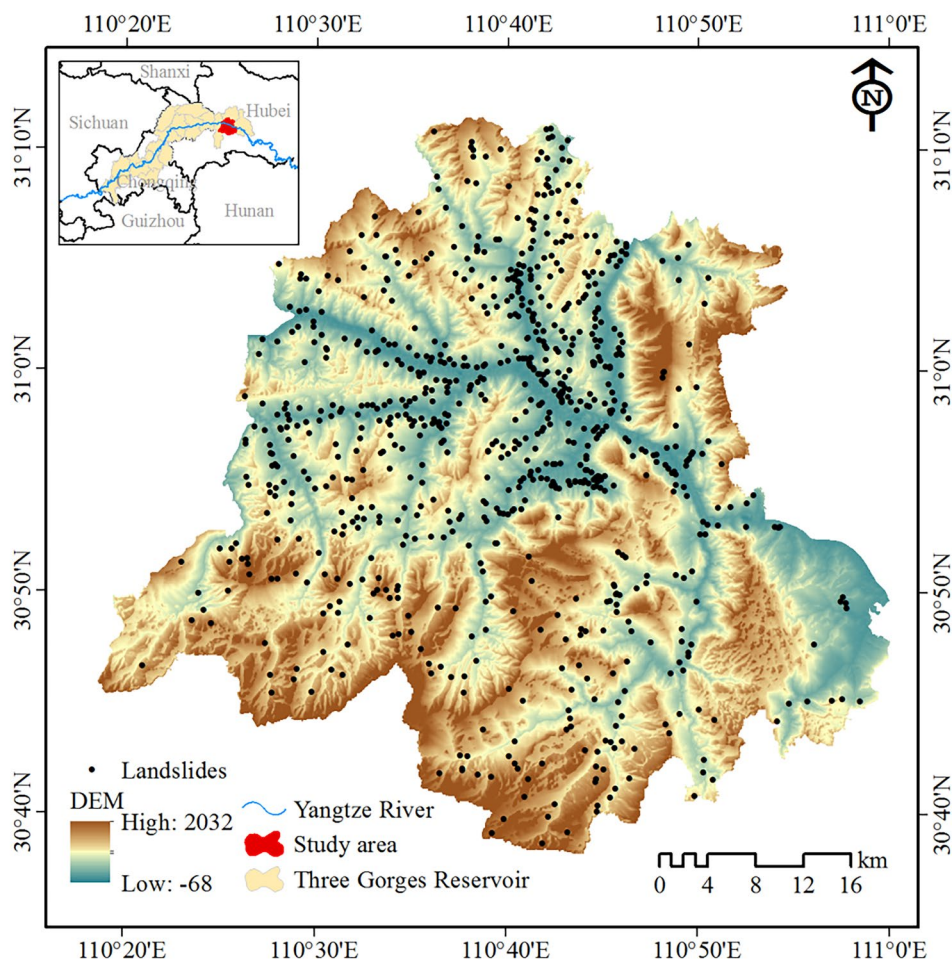 110°20'E 110°30'E 110°40'E 110°50'E 111°0'E
Shanxi
Hubei
Sichuan
Chongqing
Guizhou
Hunan
N
31°10'N
31°10'N
31°0'N
31°0'N
30°50'N
30°50'N
30°40'N
30°40'N
Landslides
DEM
High: 2032
Low: -68
Yangtze River
Study area
Three Gorges Reservoir
km
0 4 8 12 16
110°20'E 110°30'E 110°40'E 110°50'E 111°0'E